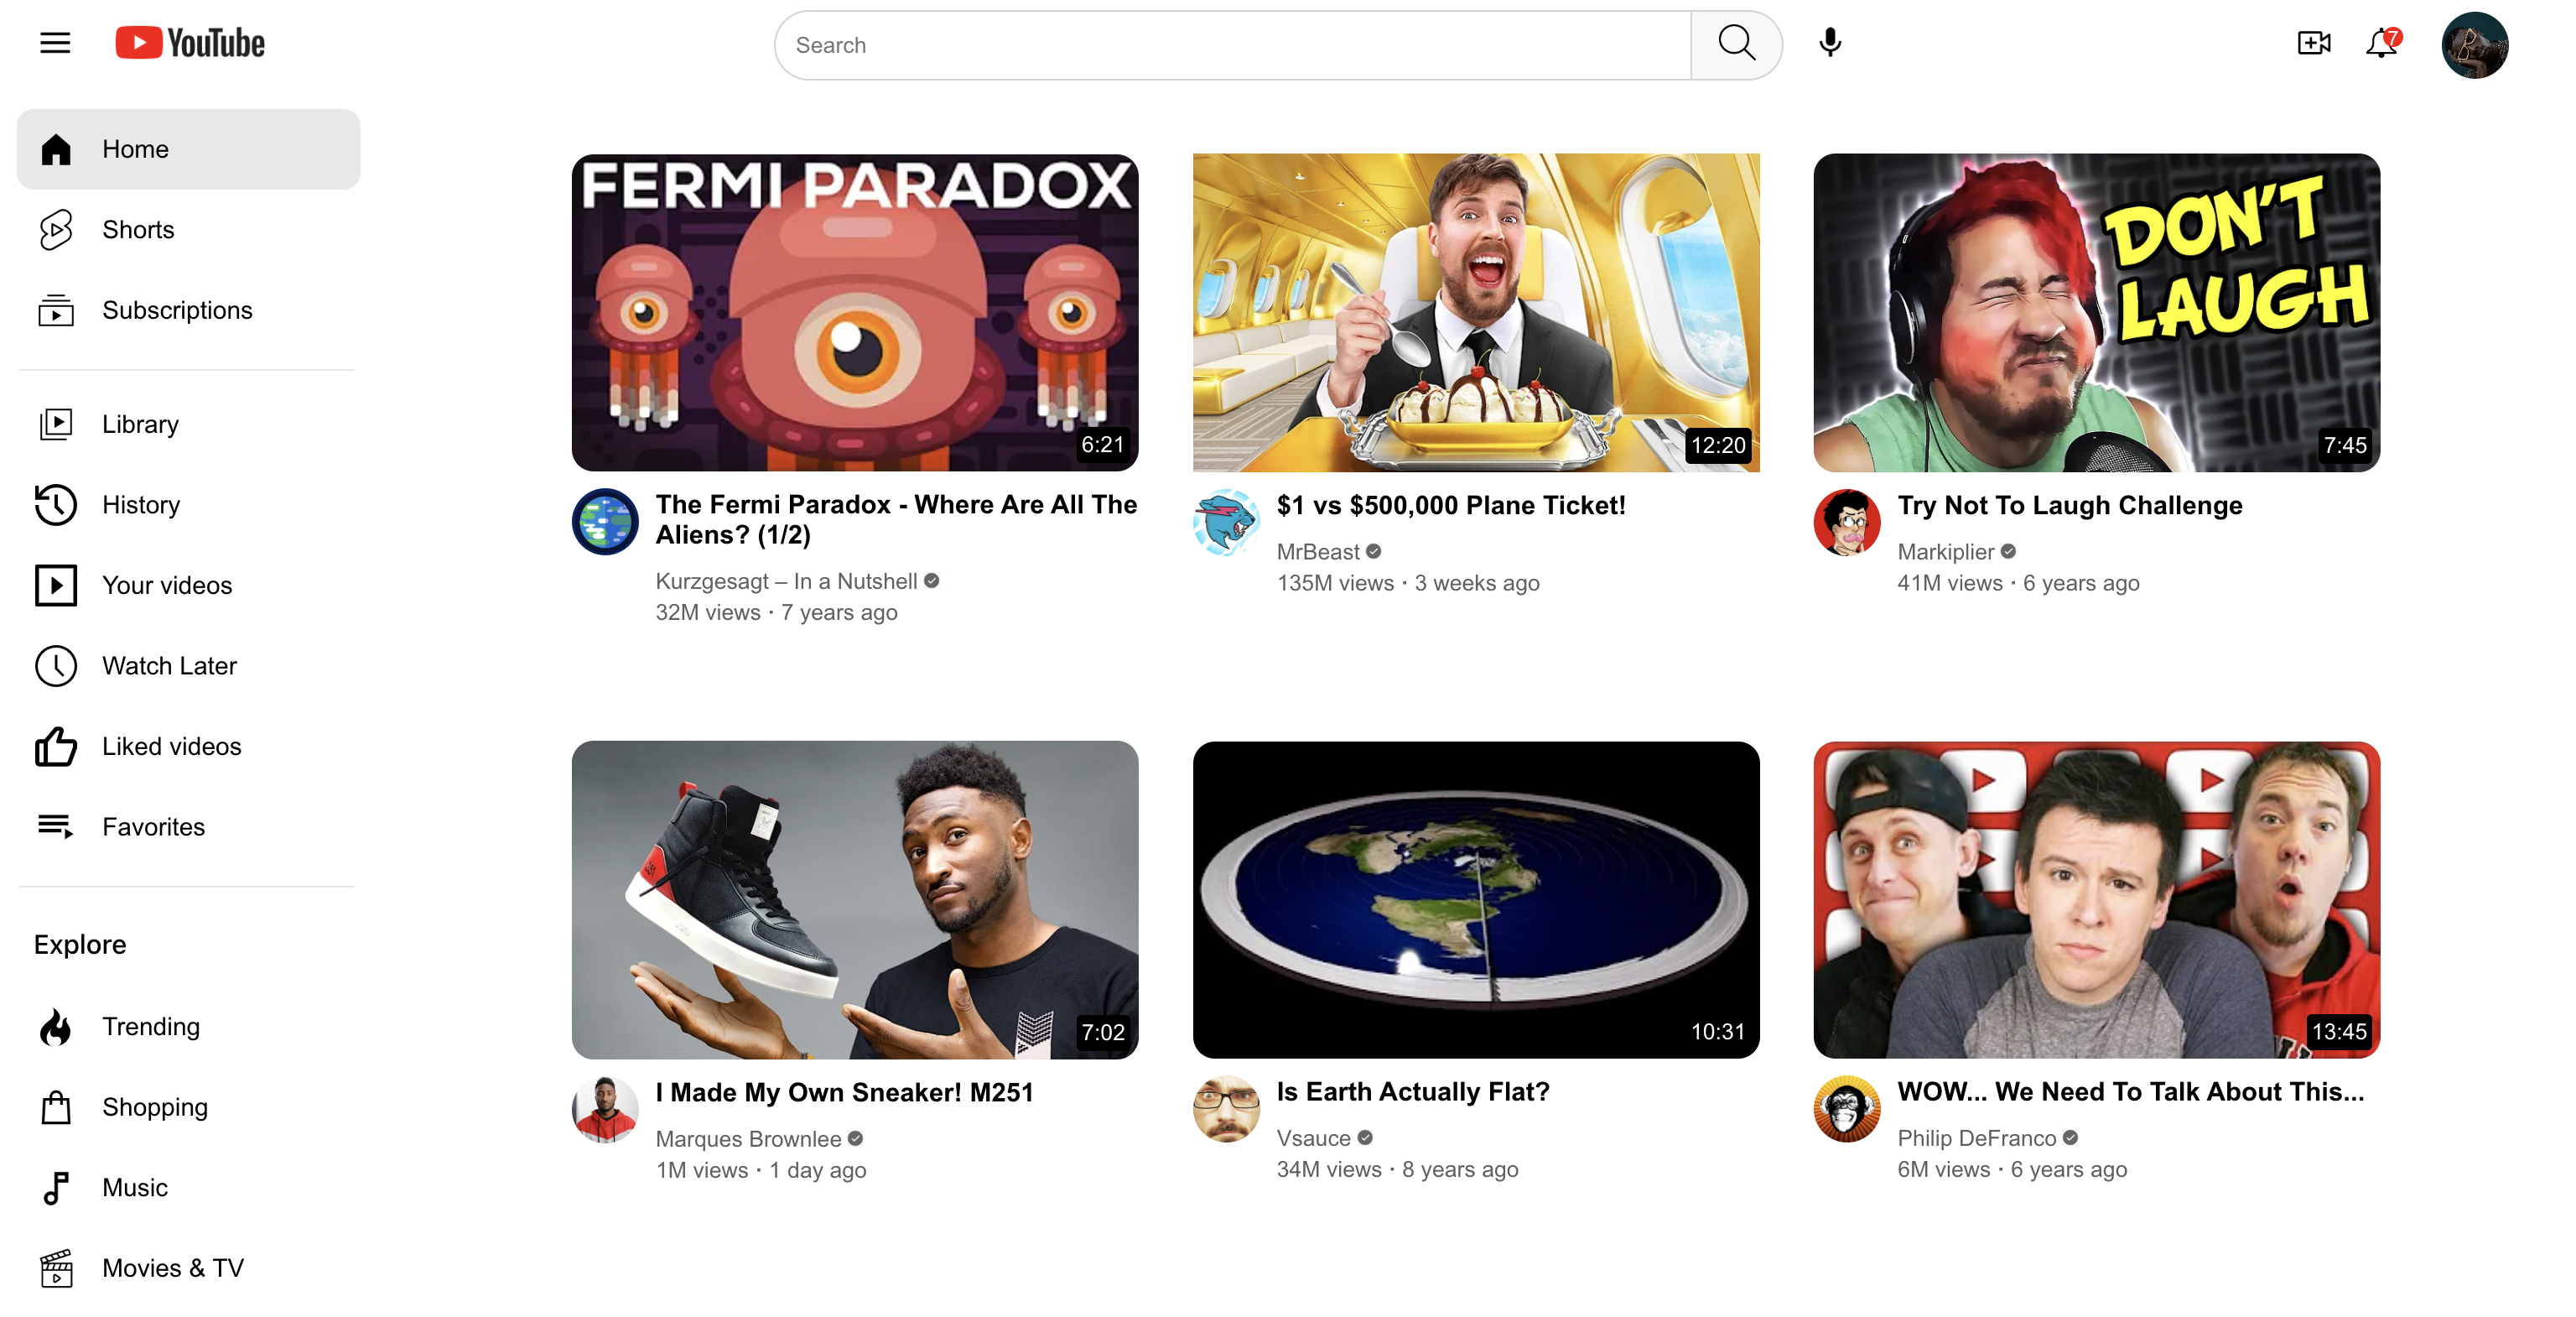 YouTube
Search
7
Home
Shorts
Subscriptions
Library
History
Your videos
Watch Later
Liked videos
Favorites
Explore
Trending
Shopping
Music
Movies & TV
FERMI PARADOX
6:21
The Fermi Paradox - Where Are All The
Aliens? (1/2)
Kurzgesagt – In a Nutshell
32M views · 7 years ago
12:20
$1 vs $500,000 Plane Ticket!
MrBeast
135M views · 3 weeks ago
DON'T
LAUGH
7:45
Try Not To Laugh Challenge
Markiplier
41M views · 6 years ago
7:02
I Made My Own Sneaker! M251
Marques Brownlee
1M views · 1 day ago
10:31
Is Earth Actually Flat?
Vsauce
34M views · 8 years ago
13:45
WOW... We Need To Talk About This...
Philip DeFranco
6M views · 6 years ago